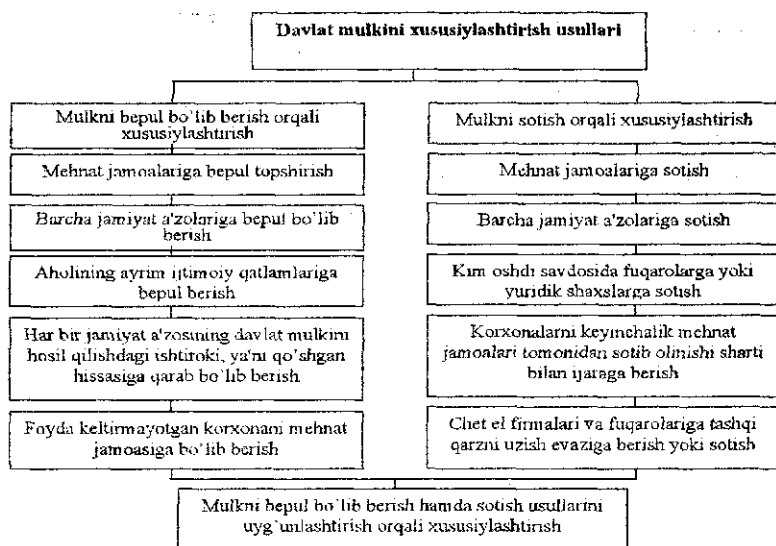 Davlat mulkini xususiylashtirish usullari
Mulkni bepul bo`lib berish orqali
xususiylashtirish
Mehnat jamoalariga bepul topshirish
Barcha jamiyat a'zolariga bepul bo`lib
berish
Aholining ayrim ijtimoiy qatlamlariga
bepul berish
Har bir jamiyat a'zosining davlat mulkini
hosil qilishdagi ishtiroki, ya'ni qo'shgan
hissasiga qarab bo`lib berish
Foyda keltirmayotgan korxonani mehnat
jamoasiga bo`lib berish
Mulkni sotish orqali xususiylashtirish
Mehnat jamoalariga sotish
Barcha jamiyat a'zolariga sotish
Kim oshdi savdosida fuqarolarga yoki
yuridik shaxslarga sotish
Korxonalarni keyinchalik mehnat
jamoalari tomonidan sotib olinishi sharti
bilan ijaraga berish
Chet el firmalari va fuqarolariga tashqi
qarzni uzish evaziga berish yoki sotish
Mulkni bepul bo`lib berish hamda sotish usullarini
uyg`unlashtirish orqali xususiylashtirish